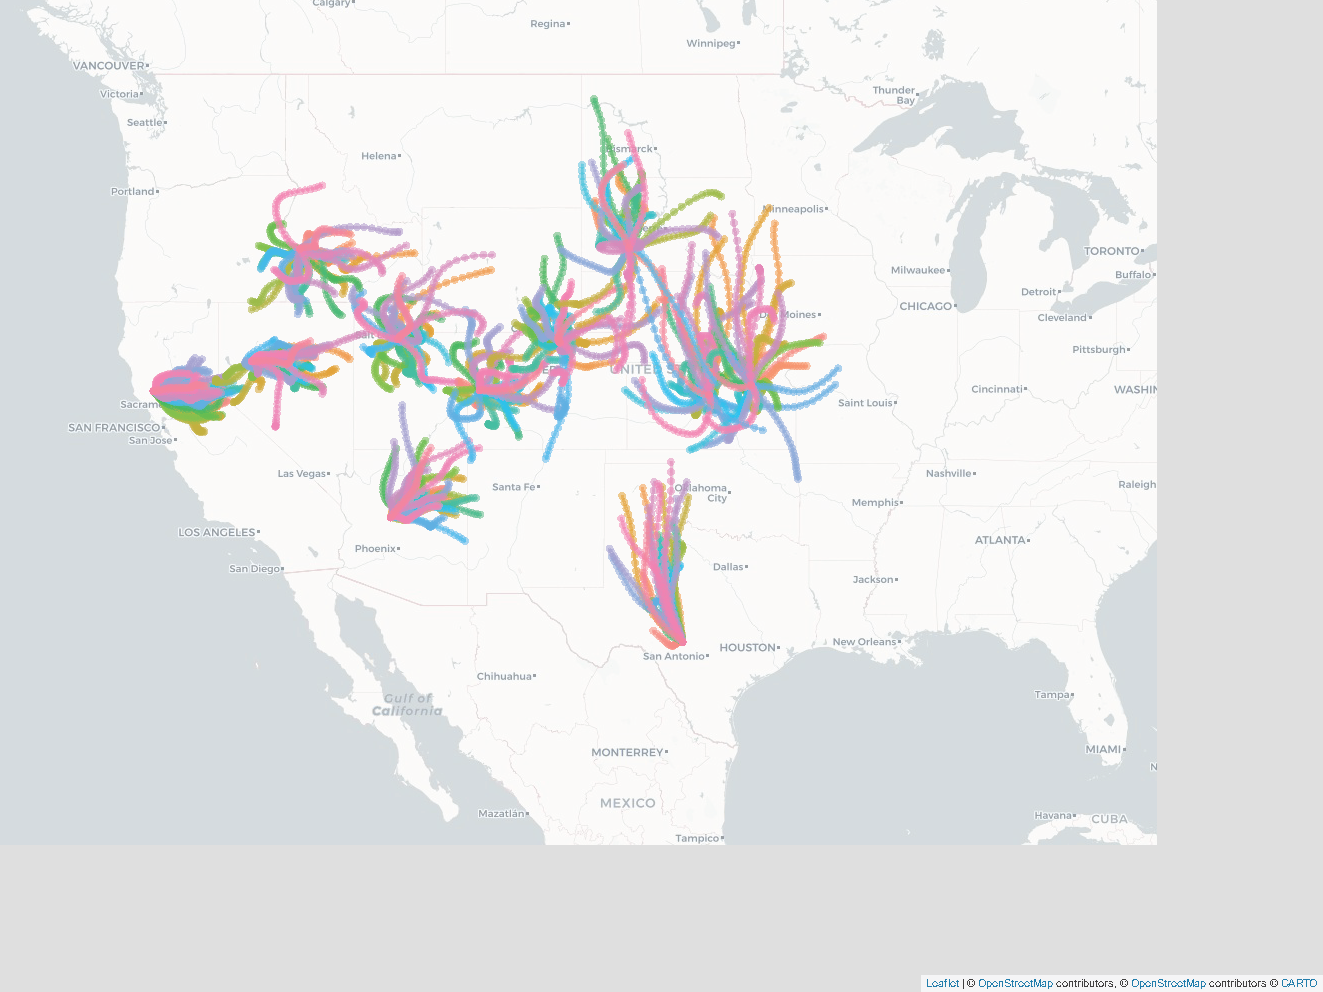 Calgary
Regina
Winnipeg
VANCOUVER
Victoria
Thunder
Bay
Seattle
Bismarck
Helena
Portland
Minneapolis
TORONTO
Milwaukee
Buffalo
Detroit
CHICAGO
Des Moines
Cleveland
Pittsburgh
UNITED S
Cincinnati
WASHIN
Saint Louis
Sacram
SAN FRANCISCO
San Jose
Las Vegas
Nashville
Santa Fe
Oklahoma
City
Raleigh
Memphis
LOS ANGELES
ATLANTA
Phoenix
San Diego
Dallas
Jackson
New Orleans
HOUSTON
San Antonio
Chihuahua
Gulf of
California
Tampa
MONTERREY
MIAMI
N
MEXICO
Mazatlán
Havana
CUBA
Tampico
Leaflet | © OpenStreetMap contributors, © OpenStreetMap contributors © CARTO